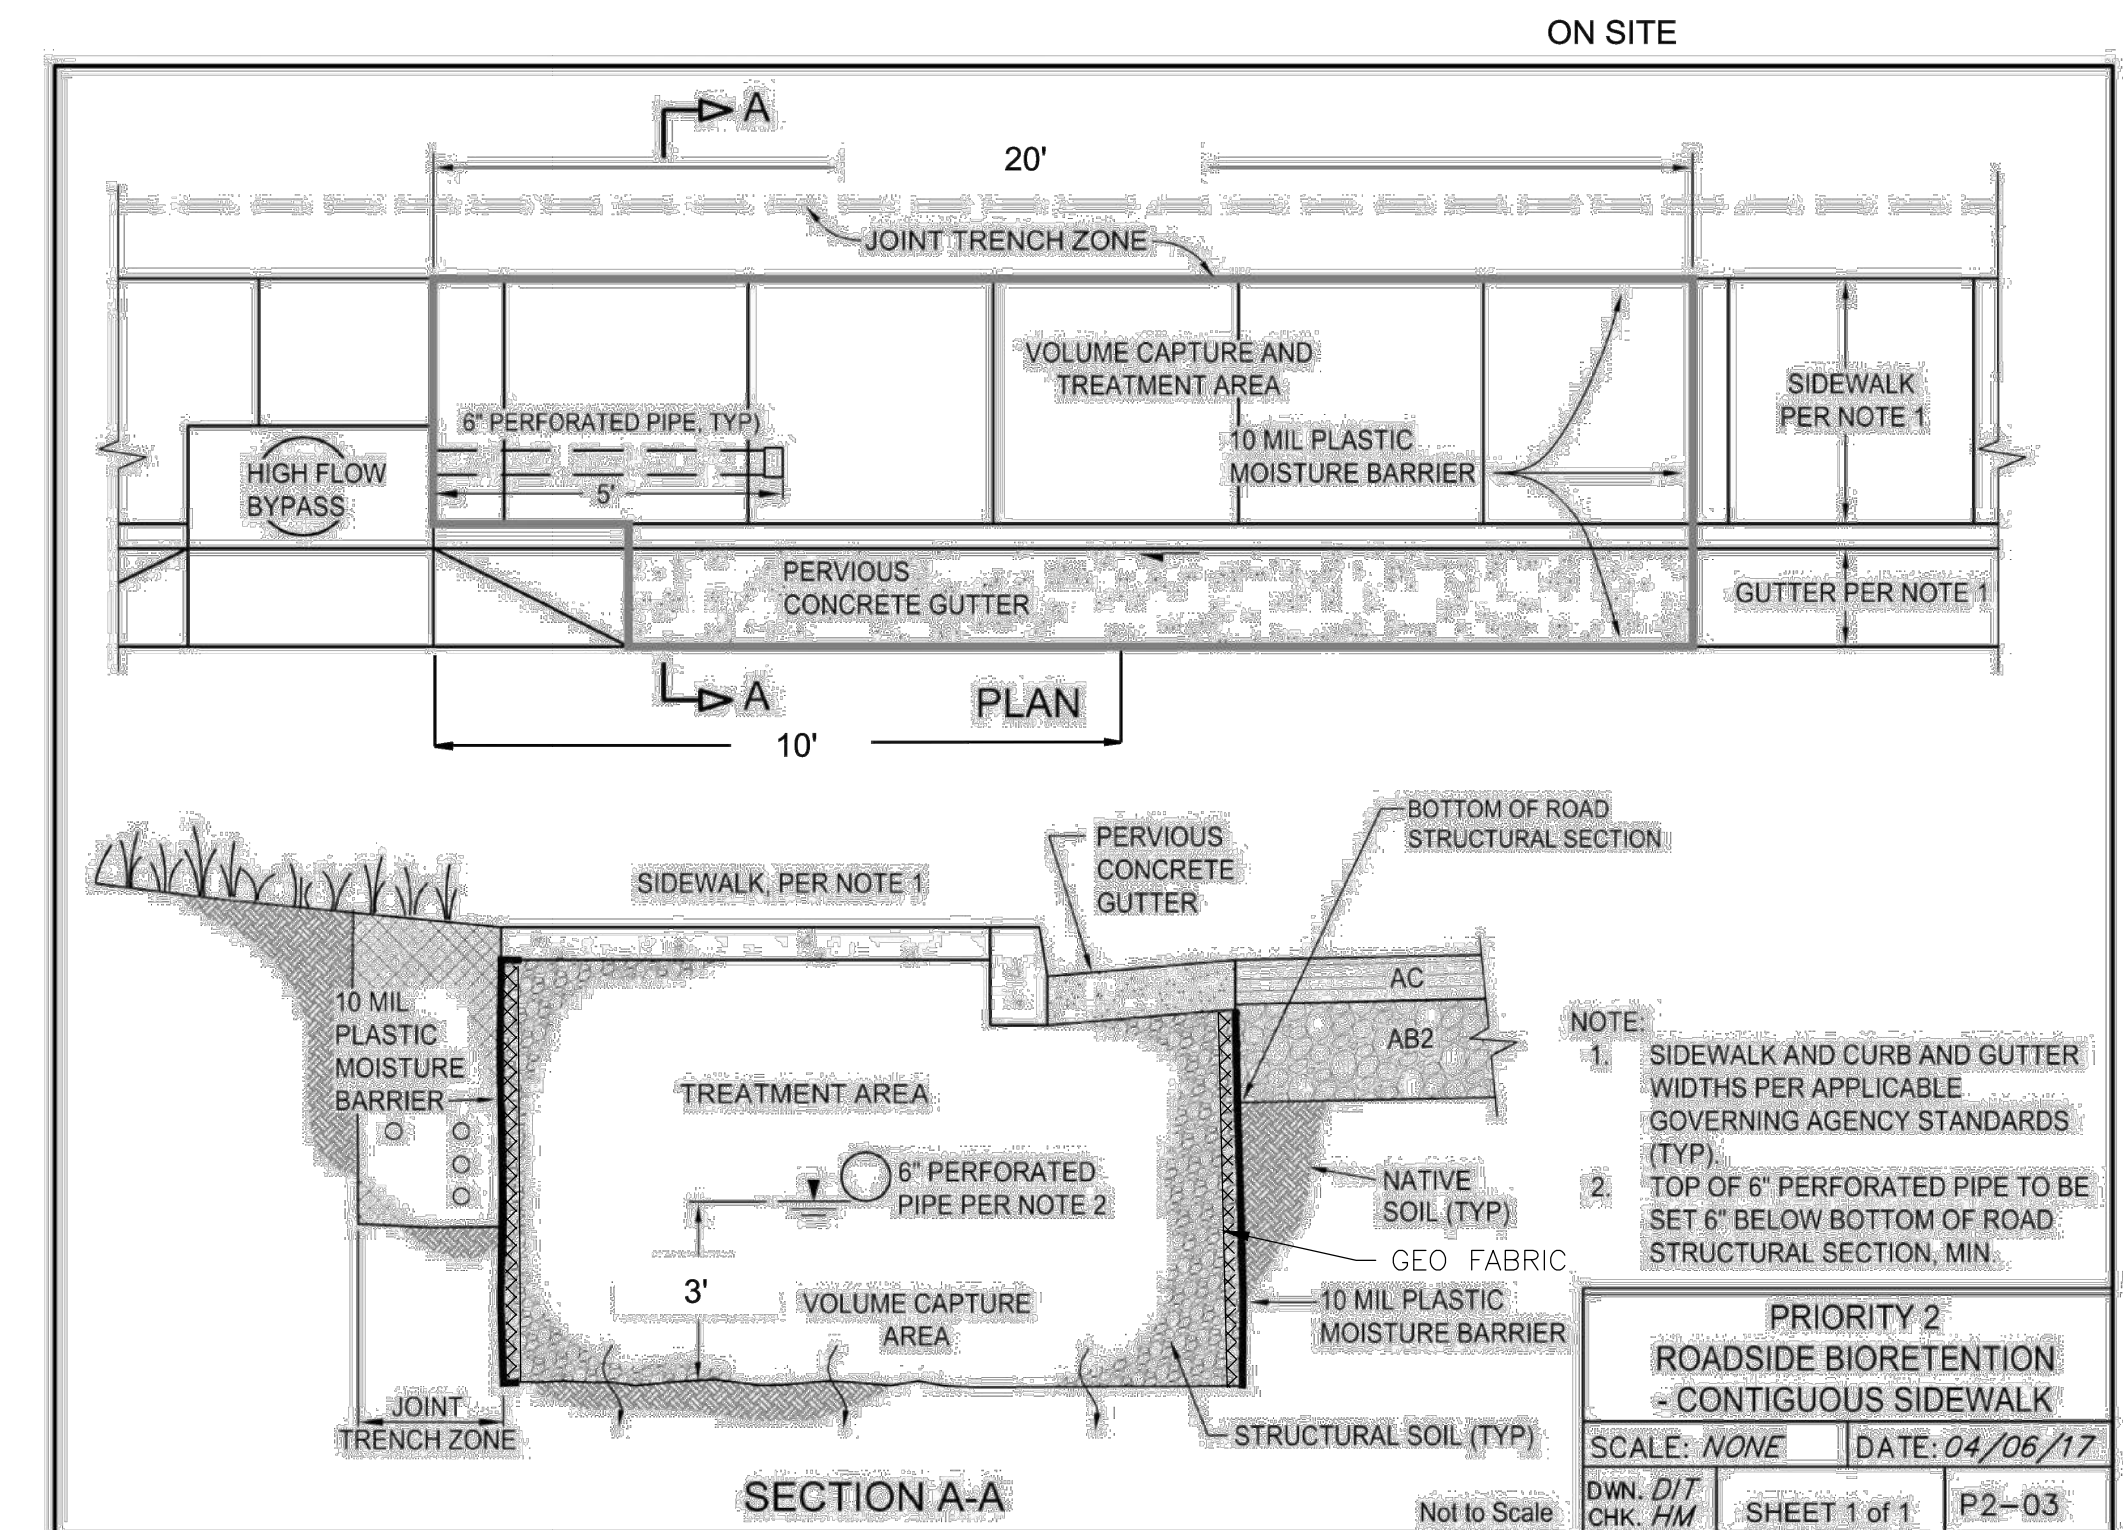 ON SITE
A
20'
JOINT TRENCH ZONE
VOLUME CAPTURE AND
TREATMENT AREA
SIDEWALK
PER NOTE 1
6" PERFORATED PIPE, TYP)
10 MIL PLASTIC
MOISTURE BARRIER
HIGH FLOW
BYPASS
5'
PERVIOUS
CONCRETE GUTTER
GUTTER PER NOTE 1
A
PLAN
10'
BOTTOM OF ROAD
STRUCTURAL SECTION
PERVIOUS
CONCRETE
GUTTER
SIDEWALK, PER NOTE 1
AC
AB2
10 MIL
PLASTIC
MOISTURE
BARRIER
TREATMENT AREA
6" PERFORATED
PIPE PER NOTE 2
NATIVE
SOIL (TYP)
GEO FABRIC
3'
VOLUME CAPTURE
AREA
10 MIL PLASTIC
MOISTURE BARRIER
JOINT
TRENCH ZONE
STRUCTURAL SOIL (TYP)
SECTION A-A
Not to Scale
NOTE:
1. SIDEWALK AND CURB AND GUTTER
WIDTHS PER APPLICABLE
GOVERNING AGENCY STANDARDS
(TYP).
2. TOP OF 6" PERFORATED PIPE TO BE
SET 6" BELOW BOTTOM OF ROAD
STRUCTURAL SECTION, MIN.
PRIORITY 2
ROADSIDE BIORETENTION
- CONTIGUOUS SIDEWALK
SCALE: NONE
DATE: 04/06/17
DWN. DIT
CHK. HM
SHEET 1 of 1
P2-03